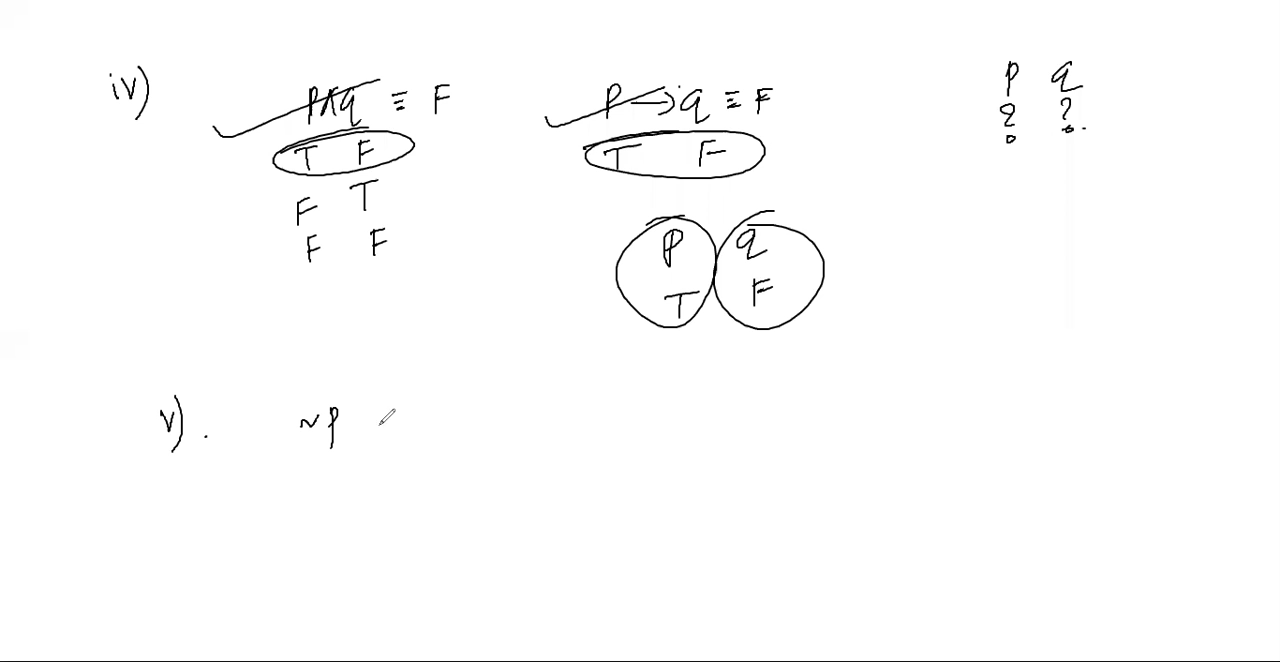 iv) p∧q ≡ F p → q ≡ F p q
T F T F ? ?
F T
F F p q
T F
v). ~p